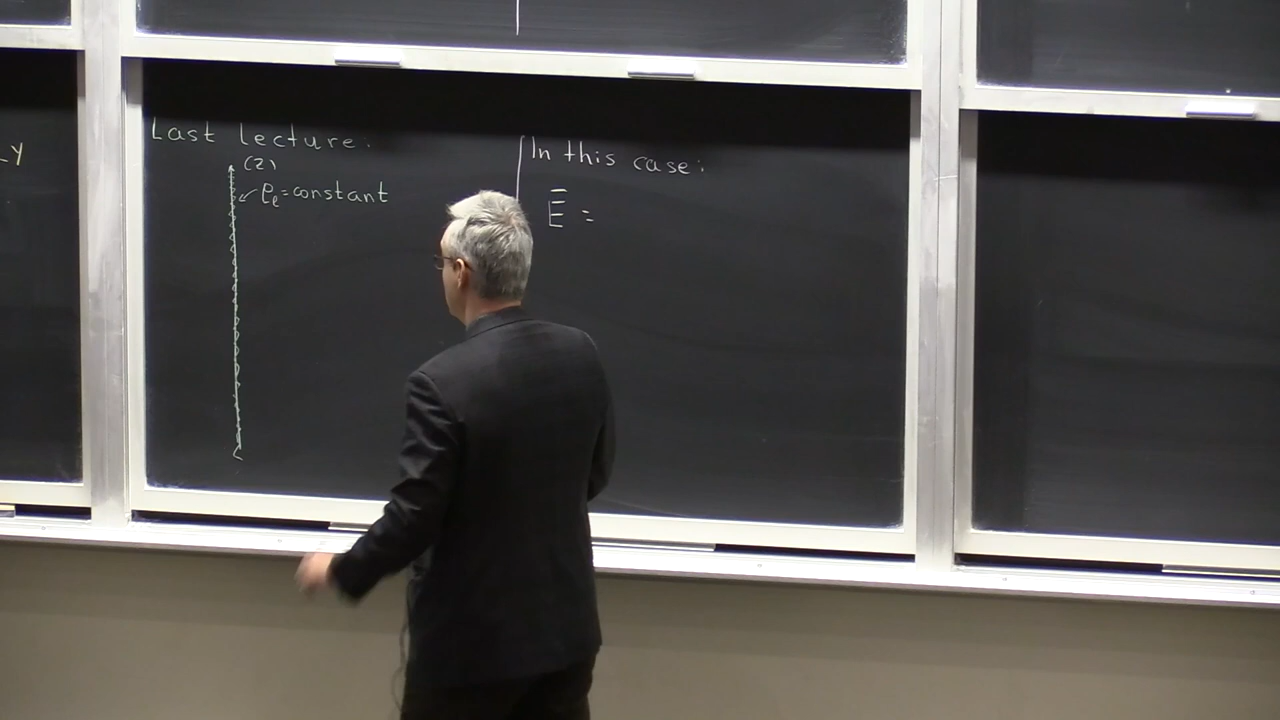 Y
Last lecture.
(z)
ρℓ=constant
In this case:
Ē =